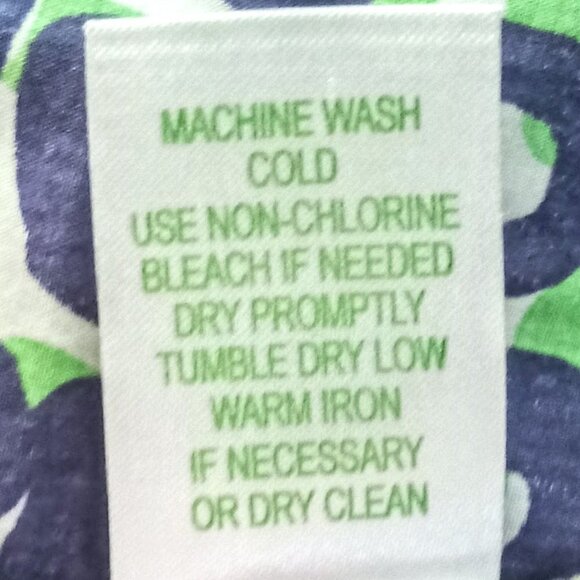 MACHINE WASH
COLD
USE NON-CHLORINE
BLEACH IF NEEDED
DRY PROMPTLY
TUMBLE DRY LOW
WARM IRON
IF NECESSARY
OR DRY CLEAN